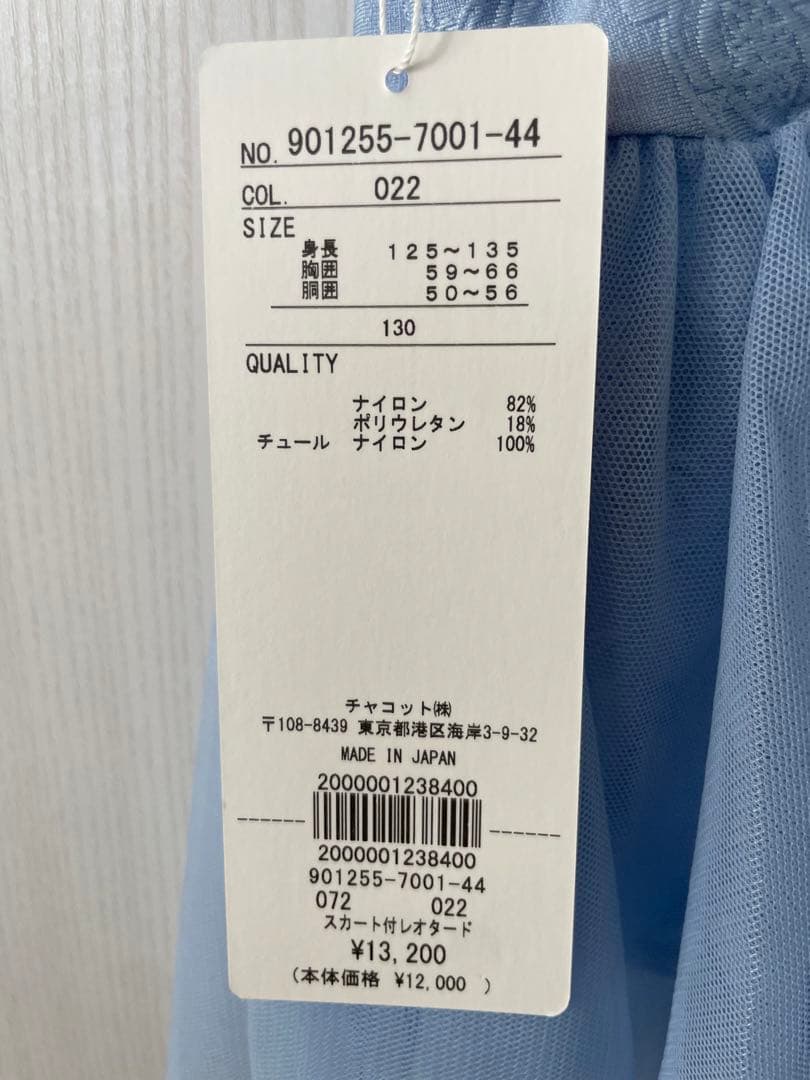 NO. 901255-7001-44
COL. 022
SIZE
身長 125～135
胸囲 59～66
胴囲 50～56
130
QUALITY
ナイロン 82%
ポリウレタン 18%
チュール ナイロン 100%
チャコット㈱
〒108-8439 東京都港区海岸3-9-32
MADE IN JAPAN
2000001238400
2000001238400
901255-7001-44
072 022
スカート付レオタード
¥13,200
(本体価格 ¥12,000 )